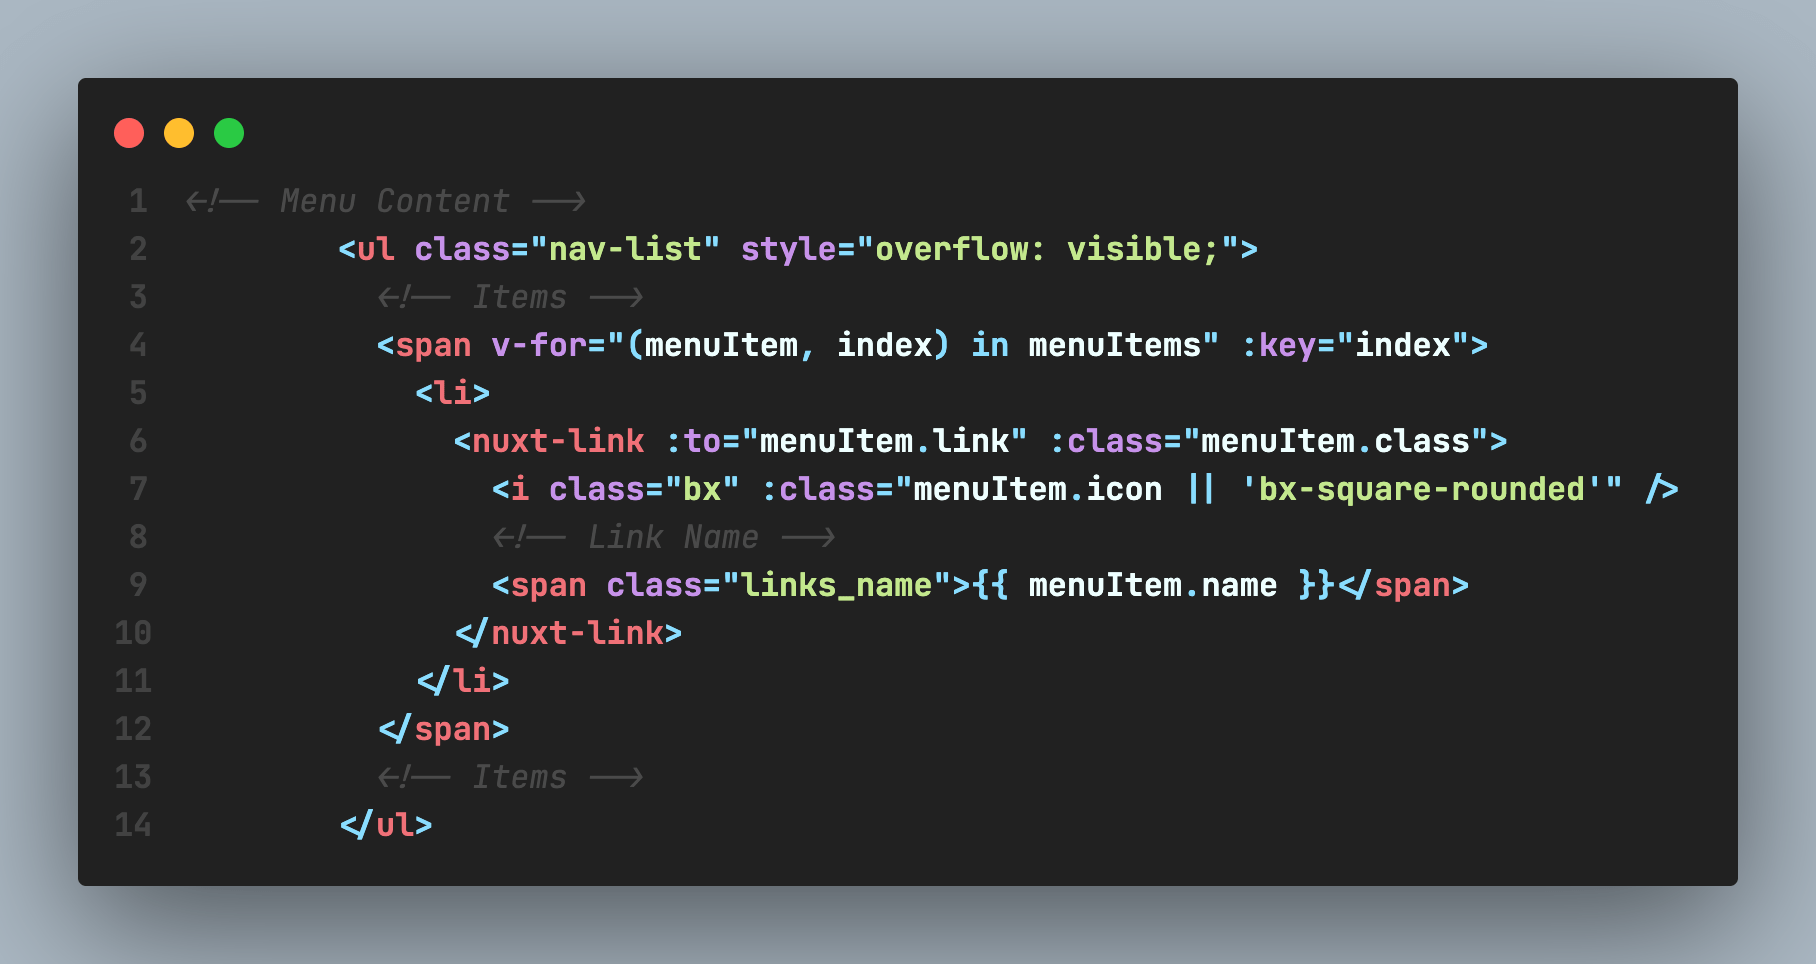 1 <!-- Menu Content -->
2         <ul class="nav-list" style="overflow: visible;">
3           <!-- Items -->
4           <span v-for="(menuItem, index) in menuItems" :key="index">
5             <li>
6               <nuxt-link :to="menuItem.link" :class="menuItem.class">
7                 <i class="bx" :class="menuItem.icon || 'bx-square-rounded'" />
8                 <!-- Link Name -->
9                 <span class="links_name">{{ menuItem.name }}</span>
10               </nuxt-link>
11             </li>
12           </span>
13           <!-- Items -->
14         </ul>